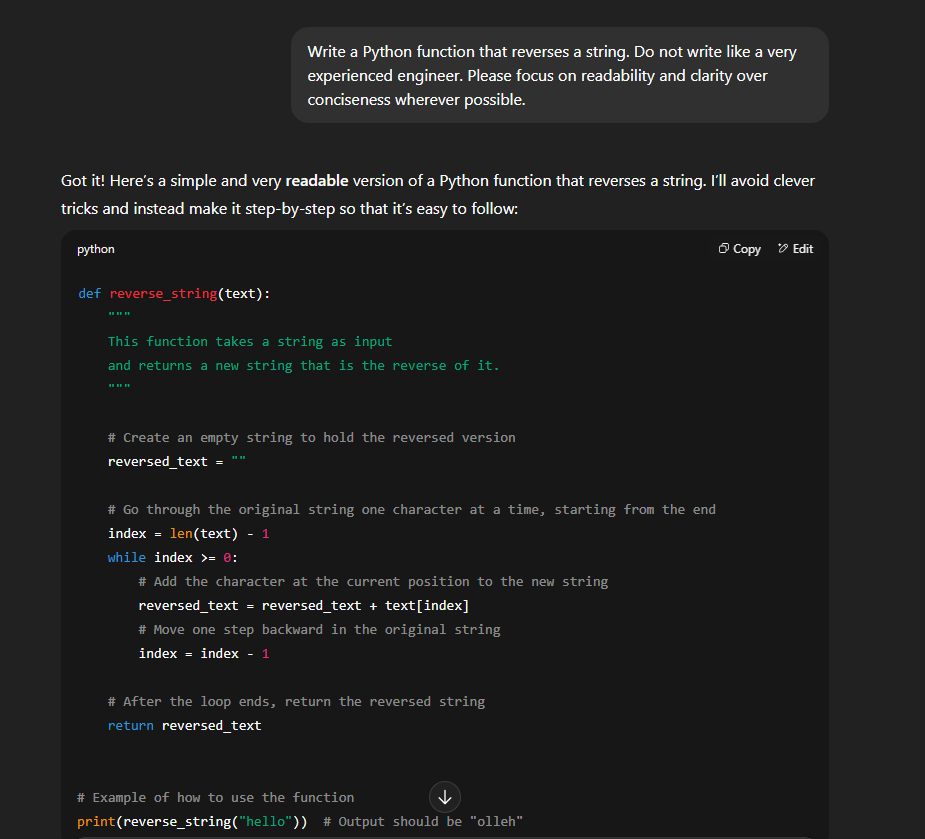 Write a Python function that reverses a string. Do not write like a very
experienced engineer. Please focus on readability and clarity over
conciseness wherever possible.
Got it! Here's a simple and very readable version of a Python function that reverses a string. I'll avoid clever
tricks and instead make it step-by-step so that it's easy to follow:
python
Copy
Edit
def reverse_string(text):
    """
    This function takes a string as input
    and returns a new string that is the reverse of it.
    """

    # Create an empty string to hold the reversed version
    reversed_text = ""

    # Go through the original string one character at a time, starting from the end
    index = len(text) - 1
    while index >= 0:
        # Add the character at the current position to the new string
        reversed_text = reversed_text + text[index]
        # Move one step backward in the original string
        index = index - 1

    # After the loop ends, return the reversed string
    return reversed_text

# Example of how to use the function
print(reverse_string("hello"))  # Output should be "olleh"